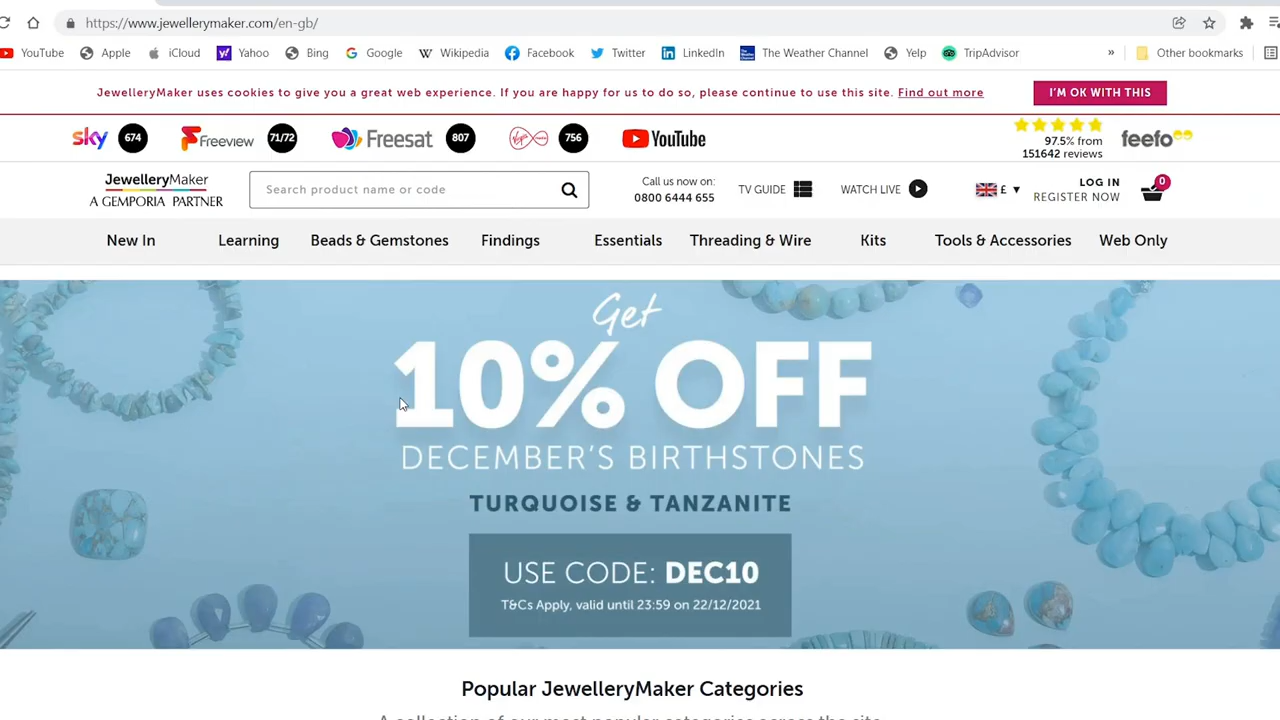 https://www.jewellerymaker.com/en-gb/
YouTube Apple iCloud Yahoo Bing Google Wikipedia Facebook Twitter LinkedIn The Weather Channel Yelp TripAdvisor » Other bookmarks
JewelleryMaker uses cookies to give you a great web experience. If you are happy for us to do so, please continue to use this site. Find out more
I'M OK WITH THIS
sky 674 Freeview 71/72 Freesat 807 756 YouTube
97.5% from
151642 reviews
feefo
JewelleryMaker
A GEMPORIA PARTNER
Search product name or code
Call us now on:
0800 6444 655
TV GUIDE
WATCH LIVE
£ ▼
LOG IN
REGISTER NOW
0
New In Learning Beads & Gemstones Findings Essentials Threading & Wire Kits Tools & Accessories Web Only
Get
10% OFF
DECEMBER'S BIRTHSTONES
TURQUOISE & TANZANITE
USE CODE: DEC10
T&Cs Apply, valid until 23:59 on 22/12/2021
Popular JewelleryMaker Categories
A collection of our most popular categories across the site